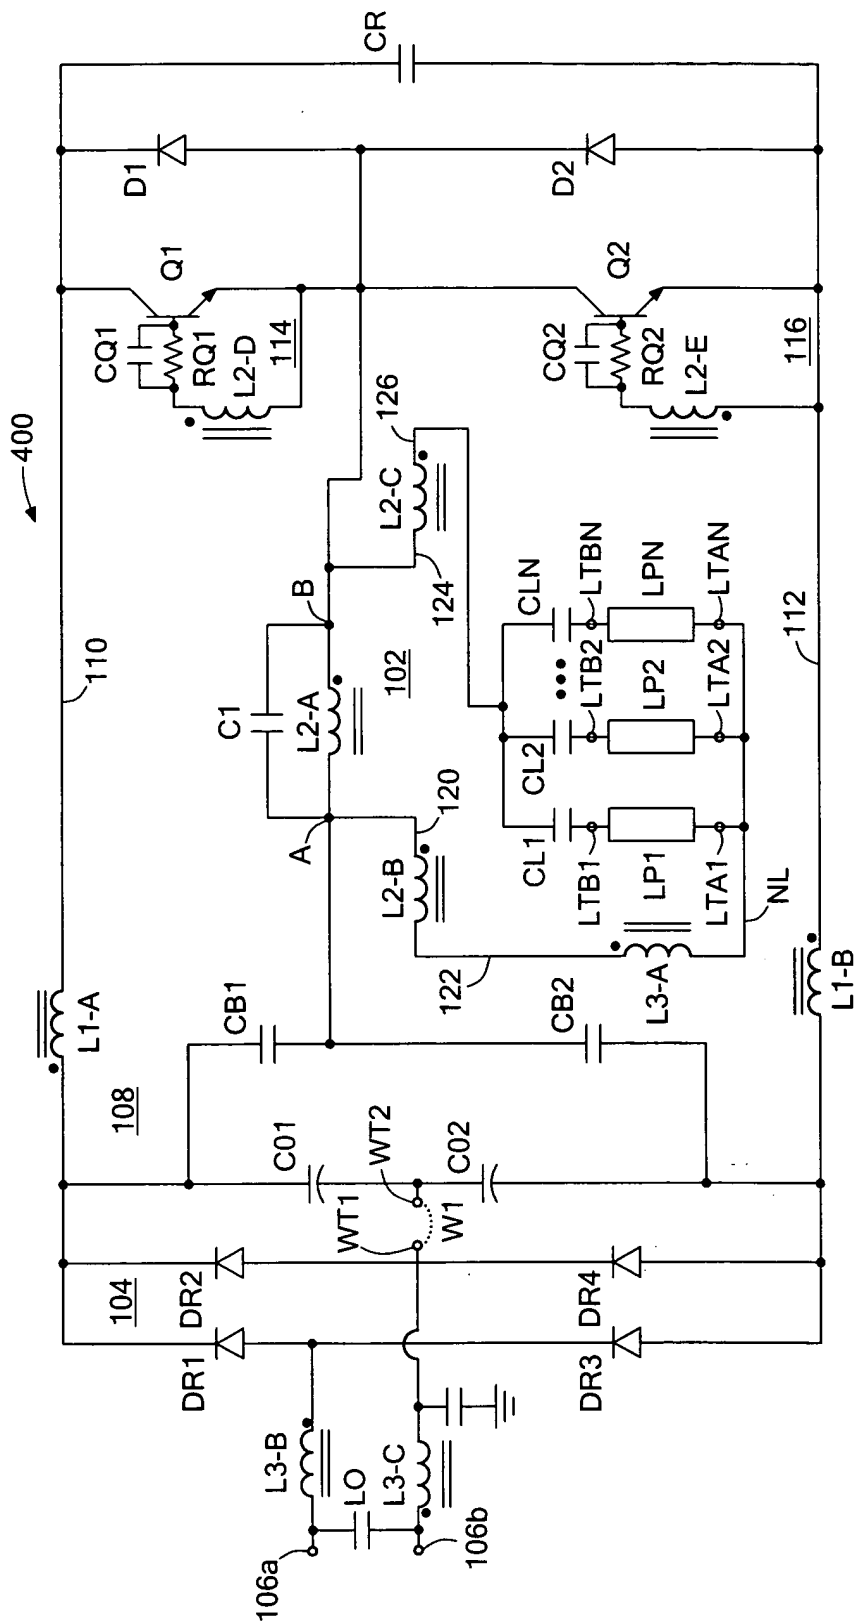 400
110
L1-A
108
C1
L2-A
A
B
102
CB1
CB2
L2-B
120
122
L2-C
124
126
CQ1
RQ1
L2-D
114
Q1
D1
CR
CQ2
RQ2
L2-E
116
Q2
D2
CL1
CL2
CLN
LTB1
LTB2
LTBN
LP1
LP2
LPN
LTA1
LTA2
LTAN
L3-A
NL
112
L1-B
C01
C02
WT1
WT2
W1
104
DR1
DR2
DR3
DR4
L3-B
LO
L3-C
106a
106b